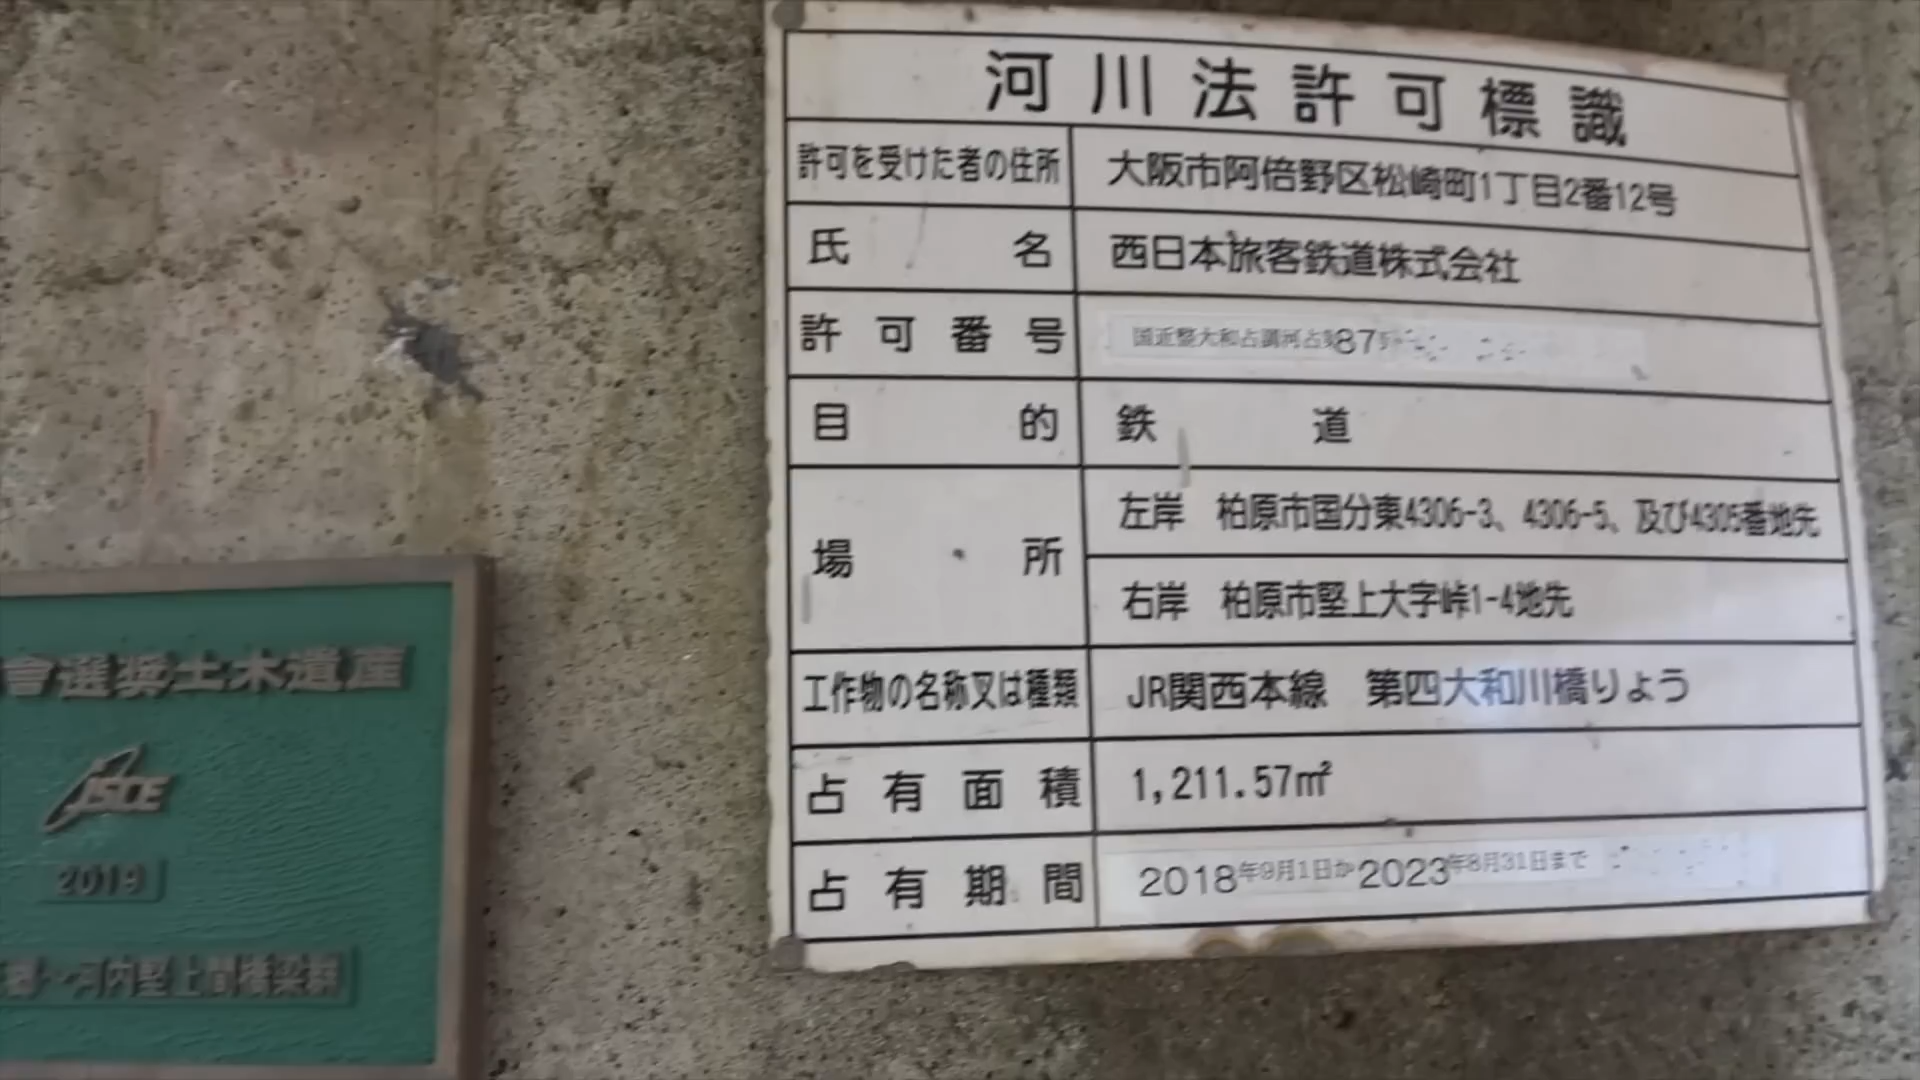 河川法許可標識
許可を受けた者の住所 大阪市阿倍野区松崎町1丁目2番12号
氏名 西日本旅客鉄道株式会社
許可番号 国近整大和占調河占第87号
目的 鉄道
場所
左岸 柏原市国分東4306-3、4306-5、及び4305番地先
右岸 柏原市堅上大字峠1-4地先
工作物の名称又は種類 JR関西本線 第四大和川橋りょう
占有面積 1,211.57㎡
占有期間 2018年9月1日か2023年8月31日まで
會選奨土木遺産
JSCE
2019
河内堅上間橋梁群